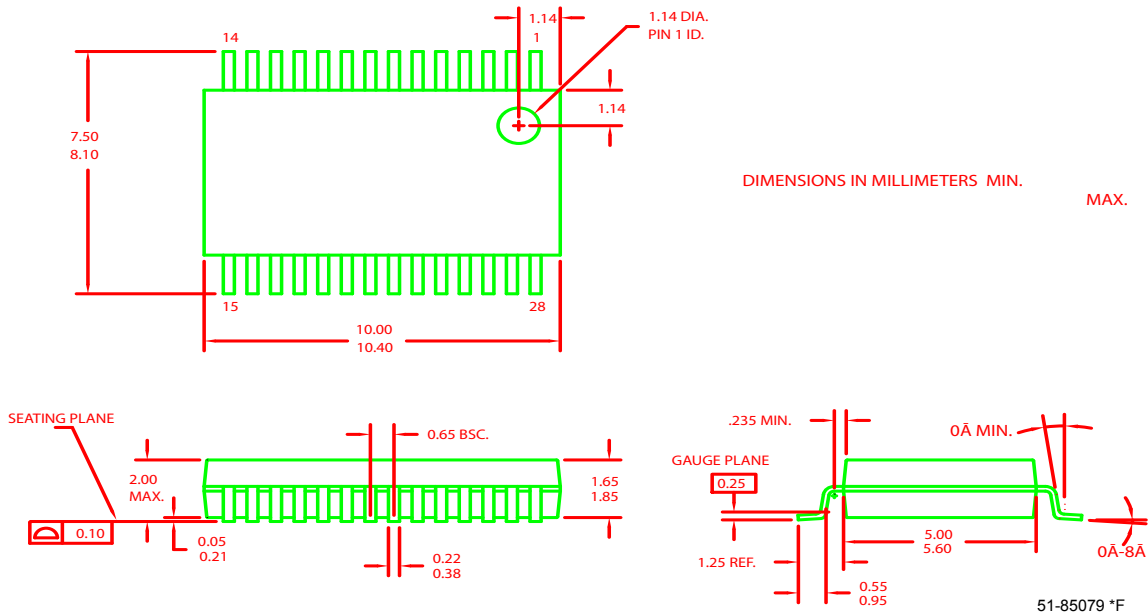 1.14
1.14 DIA.
PIN 1 ID.
14
1
1.14
7.50
8.10
DIMENSIONS IN MILLIMETERS MIN.
MAX.
15
28
10.00
10.40
SEATING PLANE
0.65 BSC.
.235 MIN.
0Ā MIN.
GAUGE PLANE
0.25
2.00
MAX.
1.65
1.85
0.10
0.05
0.21
0.22
0.38
1.25 REF.
5.00
5.60
0Ā-8Ā
0.55
0.95
51-85079 *F